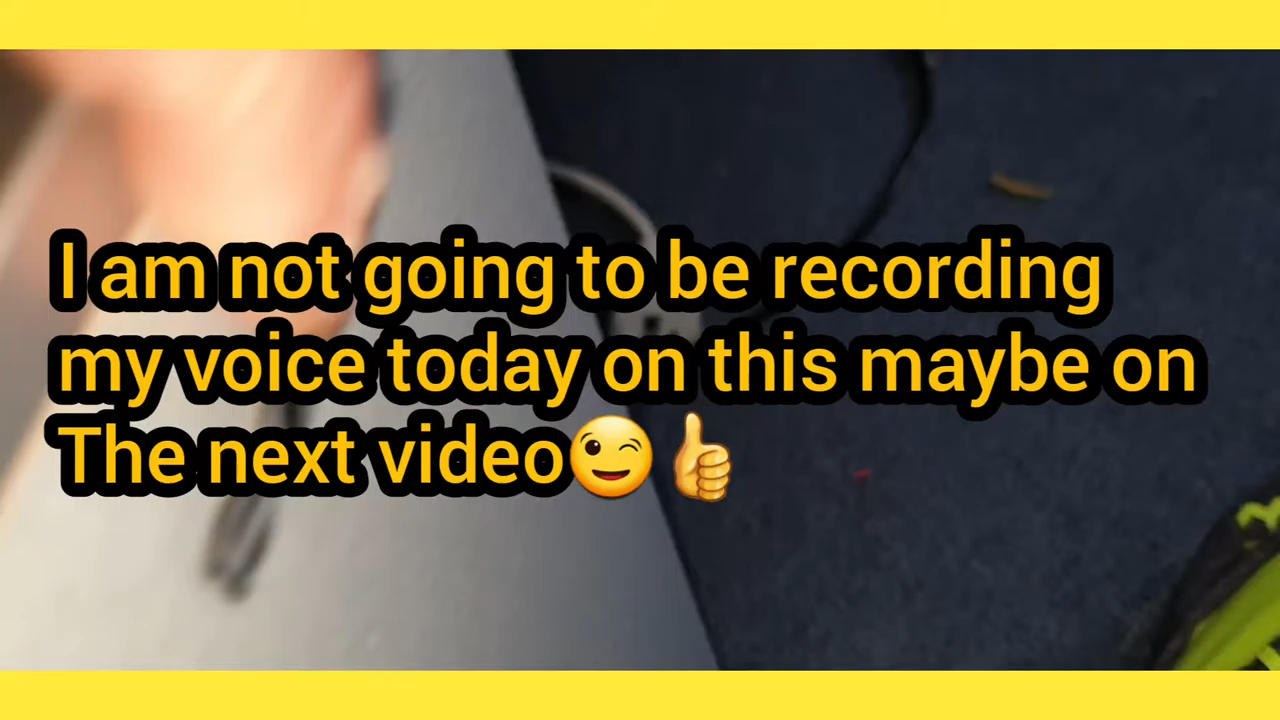 I am not going to be recording
my voice today on this maybe on
The next video😉👍